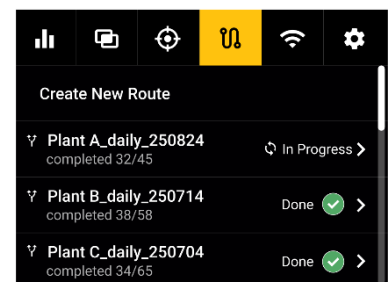 Create New Route
Plant A_daily_250824
completed 32/45
In Progress
Plant B_daily_250714
completed 38/58
Done
Plant C_daily_250704
completed 34/65
Done